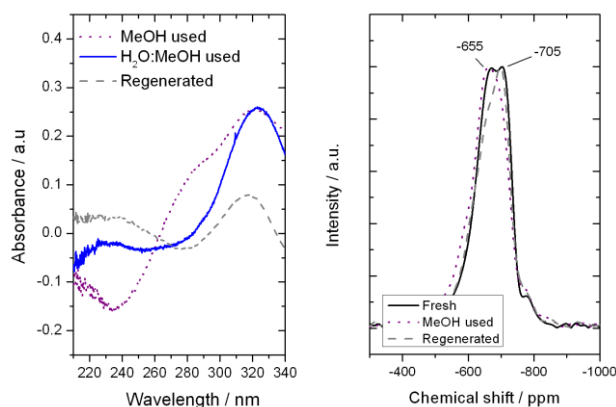 MeOH used
H₂O:MeOH used
Regenerated
Absorbance / a.u
0.4
0.3
0.2
0.1
0.0
-0.1
-0.2
220 240 260 280 300 320 340
Wavelength / nm
-655
-705
Intensity / a.u.
Fresh
MeOH used
Regenerated
-400 -600 -800 -1000
Chemical shift / ppm